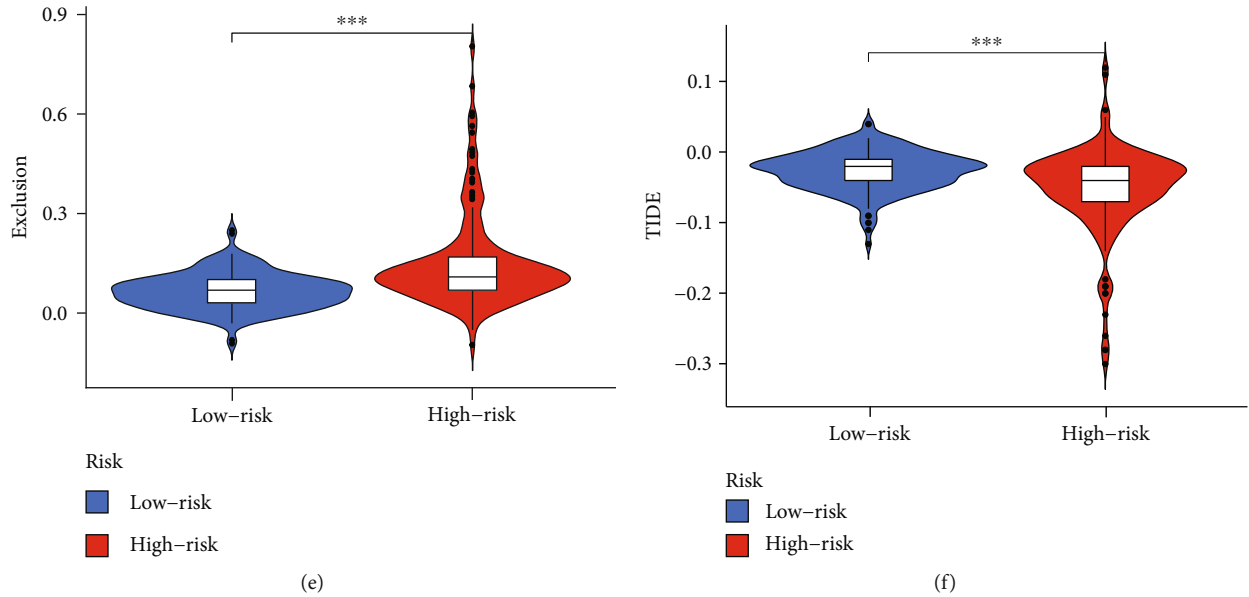 ***
0.9
0.6
0.3
0.0
Exclusion
Low−risk
High−risk
Risk
Low−risk
High−risk
(e)
***
0.1
0.0
−0.1
−0.2
−0.3
TIDE
Low−risk
High−risk
Risk
Low−risk
High−risk
(f)